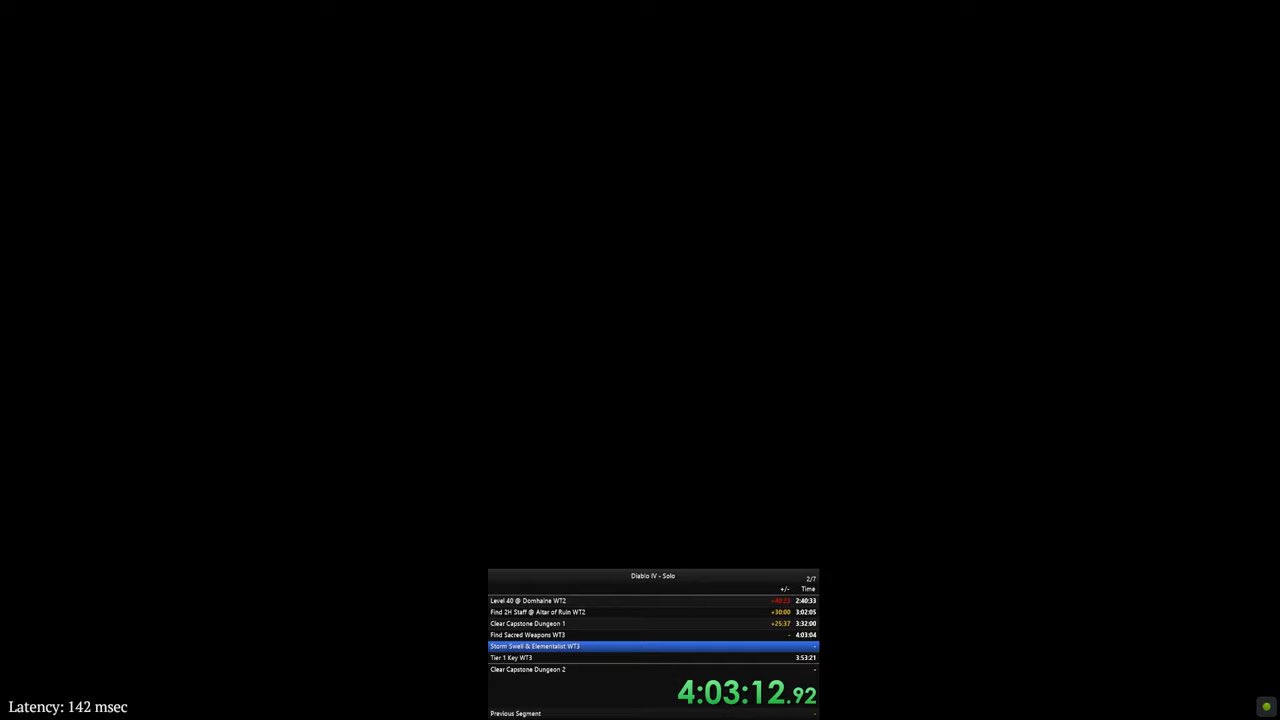 Diablo IV - Solo
2/7
+/- Time
Level 40 @ Domhaine WT2 2:40:33
Find 2H Staff @ Altar of Ruin WT2 +30:00 3:02:05
Clear Capstone Dungeon 1 +25:37 3:32:00
Find Sacred Weapons WT3 - 4:03:04
Storm Swell & Elementalist WT3 -
Tier 1 Key WT3 3:53:21
Clear Capstone Dungeon 2 -
4:03:12.92
Previous Segment -
Latency: 142 msec